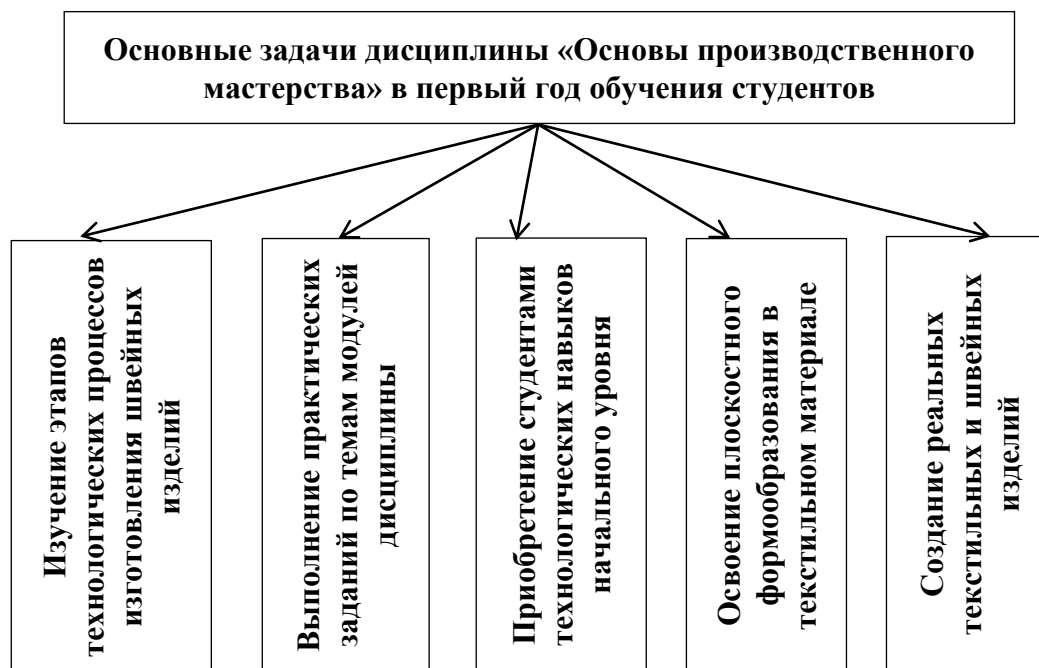 Основные задачи дисциплины «Основы производственного
мастерства» в первый год обучения студентов
Изучение этапов
технологических процессов
изготовления швейных
изделий
Выполнение практических
заданий по темам модулей
дисциплины
Приобретение студентами
технологических навыков
начального уровня
Освоение плоскостного
формообразования в
текстильном материале
Создание реальных
текстильных и швейных
изделий